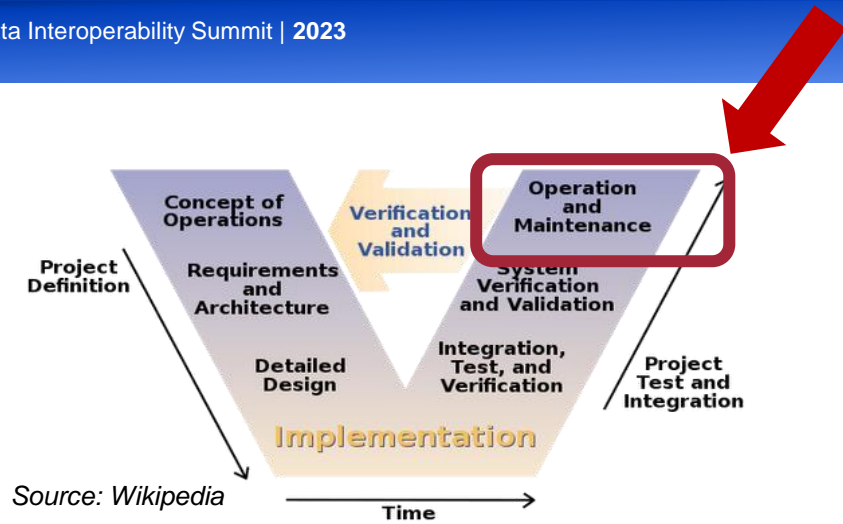 ta Interoperability Summit | 2023
Concept of
Operations
Verification
and
Validation
Operation
and
Maintenance
Project
Definition
Requirements
and
Architecture
System
Verification
and Validation
Detailed
Design
Integration,
Test, and
Verification
Project
Test and
Integration
Implementation
Source: Wikipedia
Time